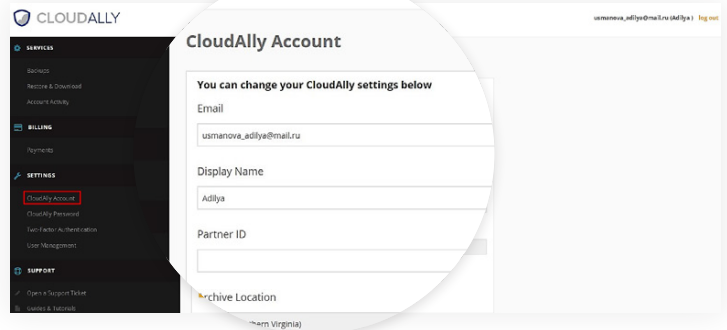 CLOUDALLY
usmanova_adilya@mail.ru (Adilya ) log out
SERVICES
Backups
Restore & Download
Account Activity
BILLING
Payments
SETTINGS
CloudAlly Account
CloudAlly Password
Two-Factor Authentication
User Management
SUPPORT
Open a Support Ticket
Guides & Tutorials
CloudAlly Account
You can change your CloudAlly settings below
Email
usmanova_adilya@mail.ru
Display Name
Adilya
Partner ID
Archive Location
thern Virginia)